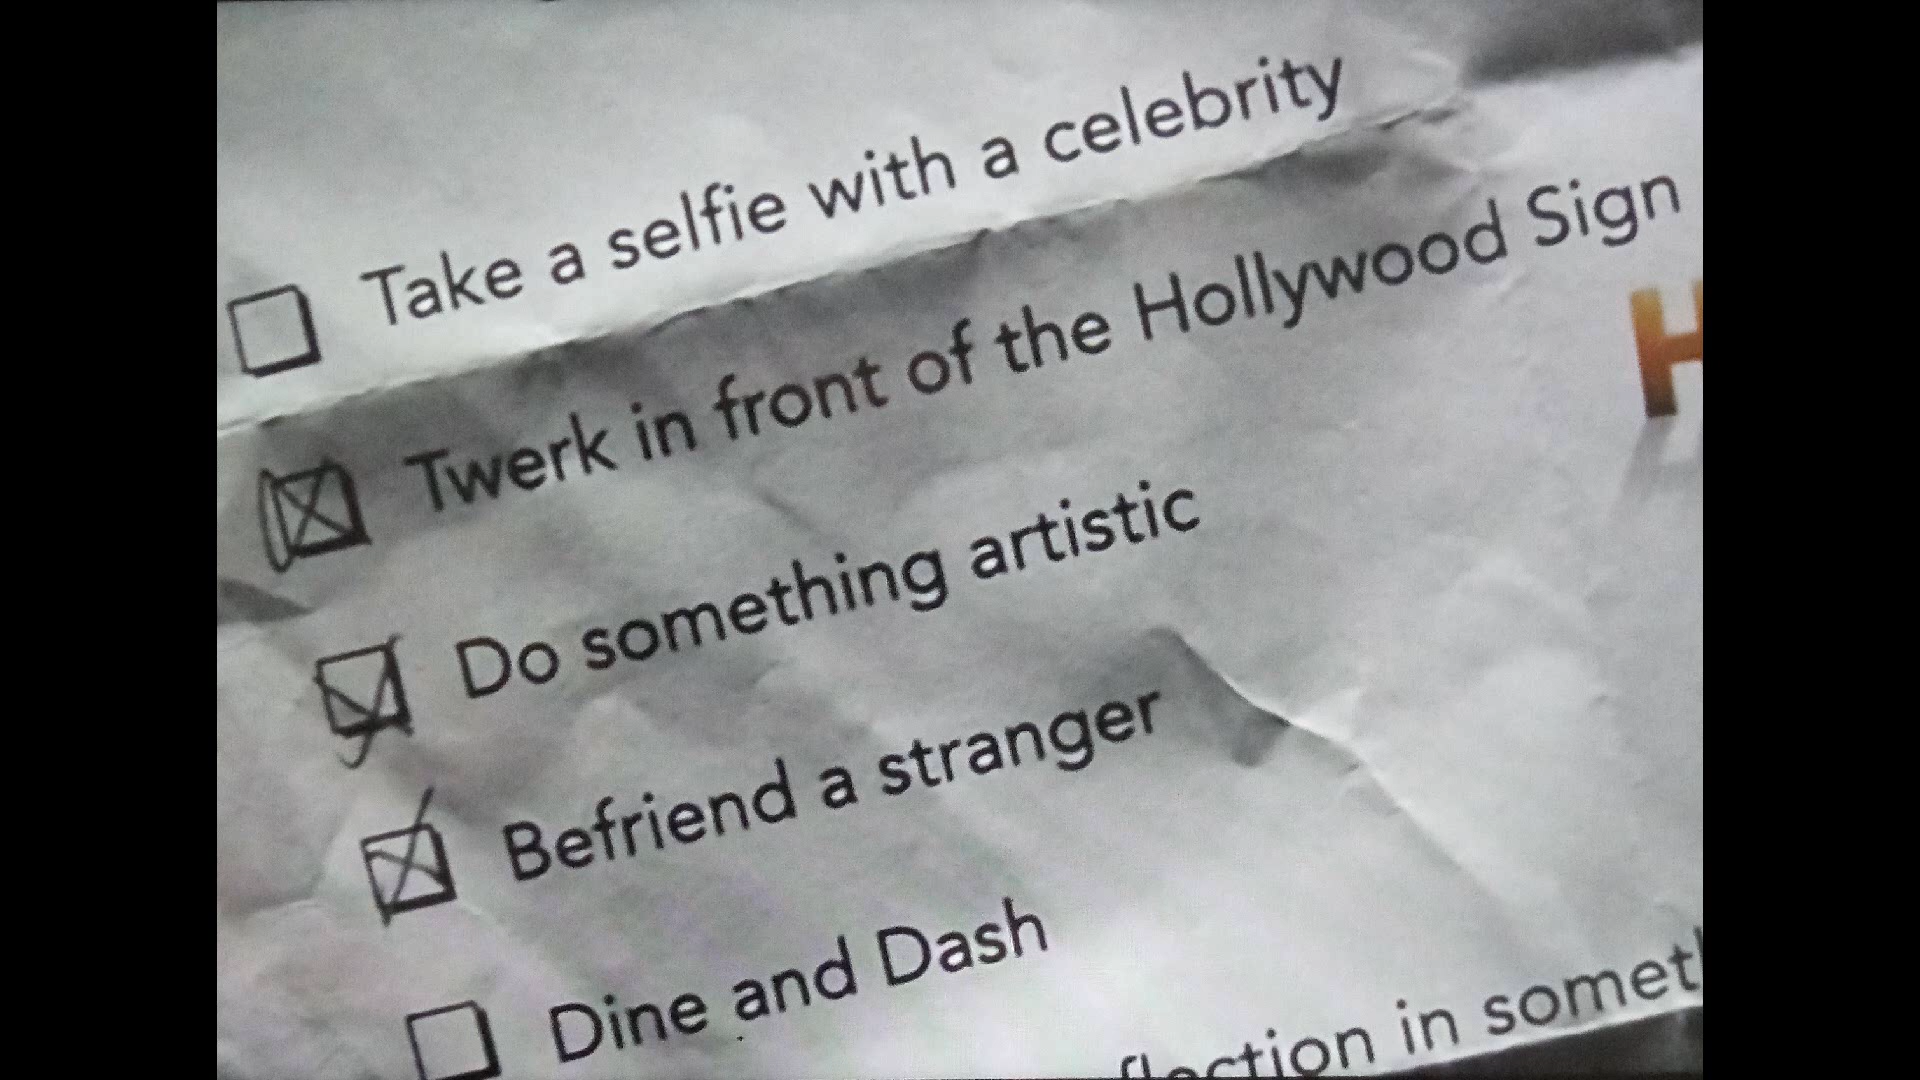 Take a selfie with a celebrity
Twerk in front of the Hollywood Sign
H
Do something artistic
Befriend a stranger
Dine and Dash
in